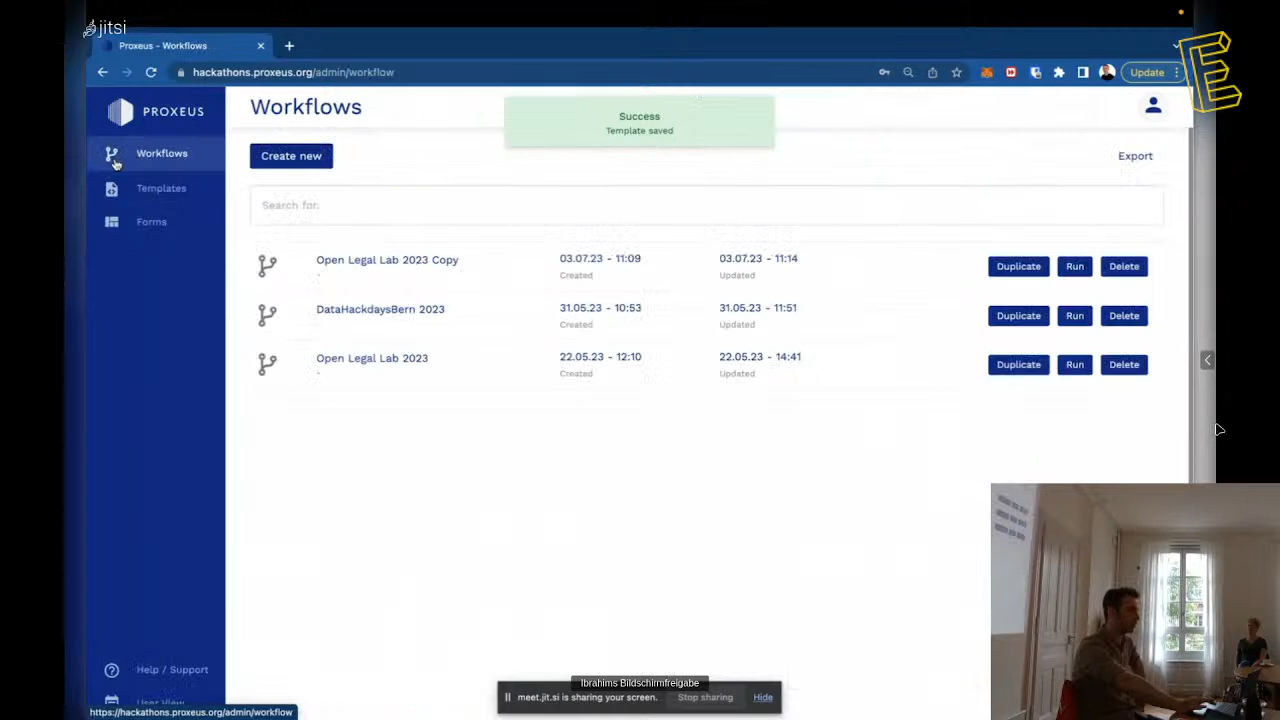 jitsi
Proxeus - Workflows
hackathons.proxeus.org/admin/workflow
Update
E
PROXEUS
Workflows
Success
Template saved
Workflows
Templates
Forms
Create new
Export
Search for:
Open Legal Lab 2023 Copy
03.07.23 - 11:09
Created
03.07.23 - 11:14
Updated
Duplicate
Run
Delete
DataHackdaysBern 2023
31.05.23 - 10:53
Created
31.05.23 - 11:51
Updated
Duplicate
Run
Delete
Open Legal Lab 2023
22.05.23 - 12:10
Created
22.05.23 - 14:41
Updated
Duplicate
Run
Delete
Help / Support
User View
https://hackathons.proxeus.org/admin/workflow
Ibrahims Bildschirmfreigabe
meet.jit.si is sharing your screen.
Stop sharing
Hide